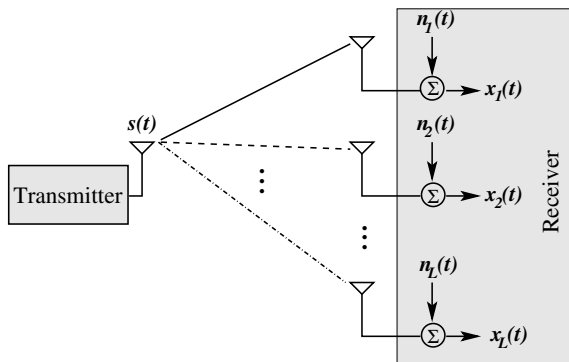 n1(t)
Σ
x1(t)
s(t)
n2(t)
Transmitter
Σ
x2(t)
Receiver
nL(t)
Σ
xL(t)